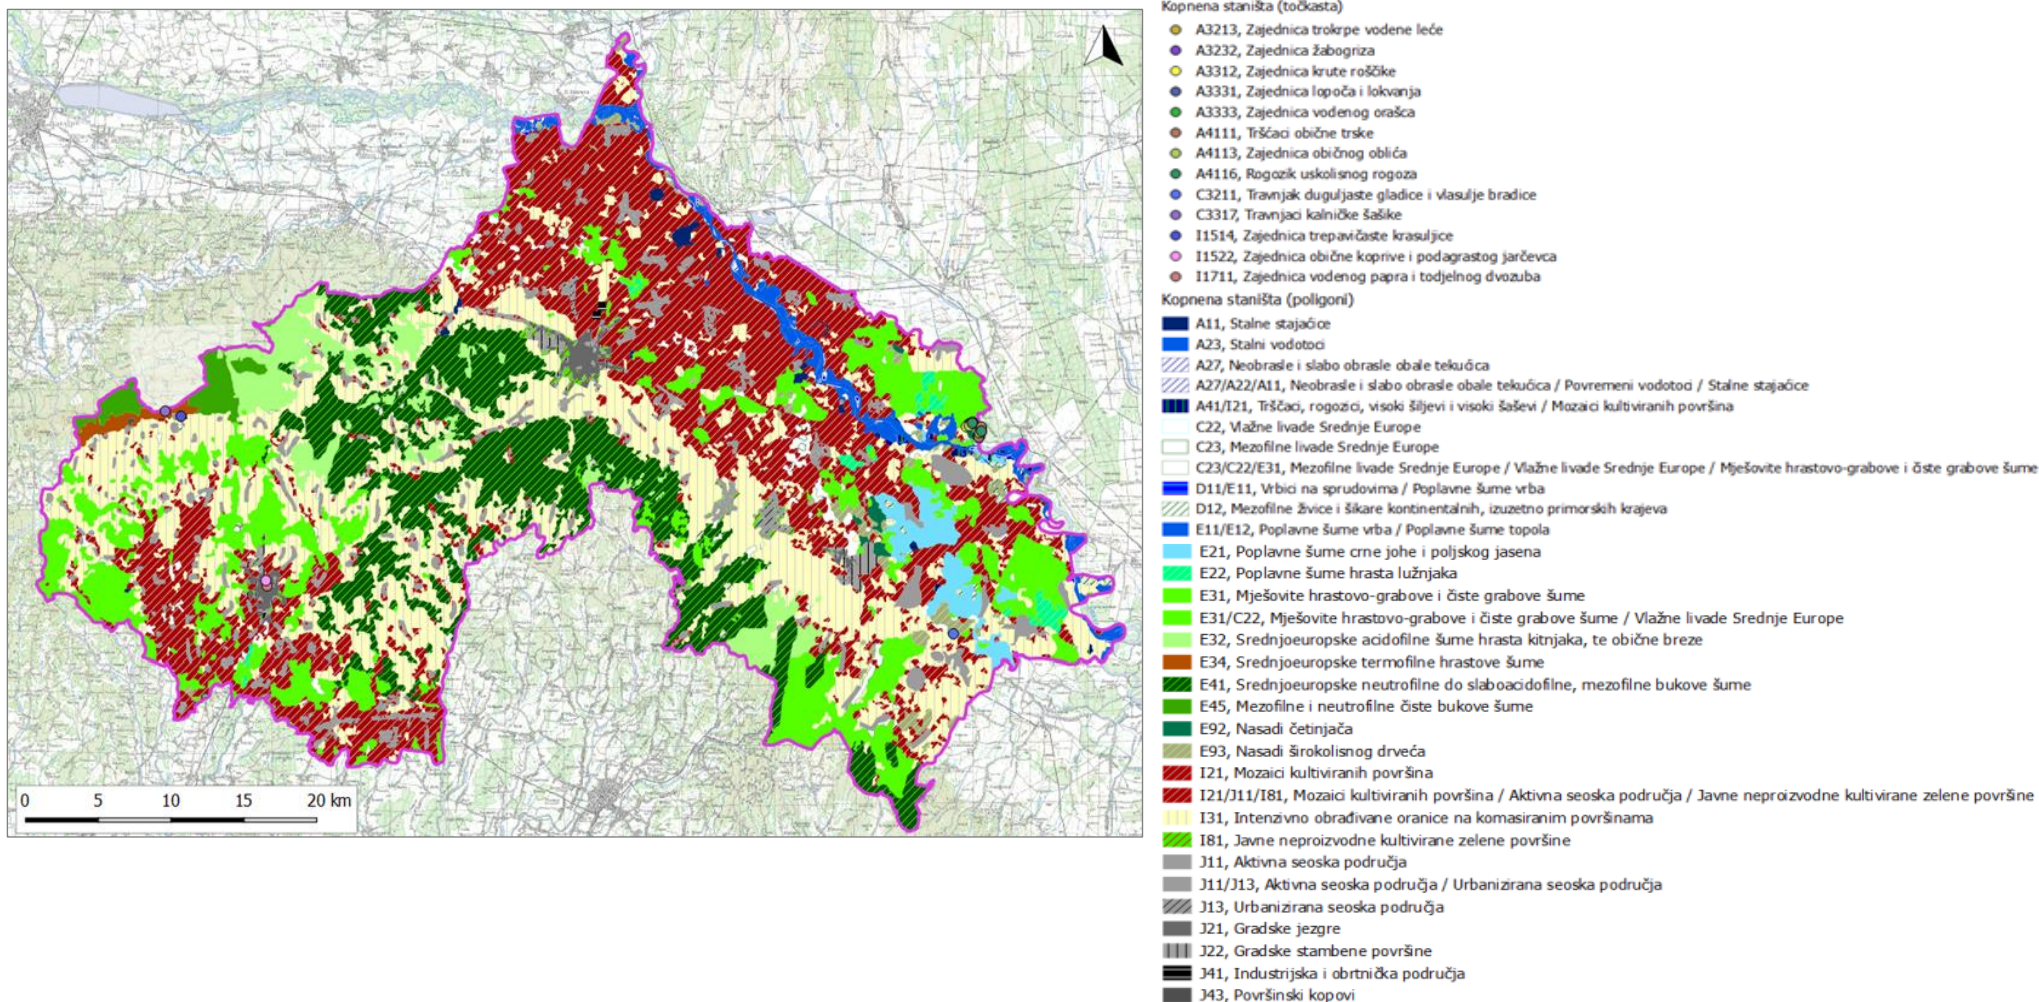 0 5 10 15 20 km
Kopnena staništa (točkasta)
A3213, Zajednica trokrpe vodene leće
A3232, Zajednica žabogriza
A3312, Zajednica krute roščike
A3331, Zajednica lopoča i lokvanja
A3333, Zajednica vodenog orašca
A4111, Tršćaci obične trske
A4113, Zajednica običnog oblića
A4116, Rogozik uskolisnog rogoza
C3211, Travnjak duguljaste gladice i vlasulje bradice
C3317, Travnjaci kalničke šašike
I1514, Zajednica trepavičaste krasuljice
I1522, Zajednica obične koprive i podagrastog jarčevca
I1711, Zajednica vodenog papra i todjelnog dvozuba
Kopnena staništa (poligoni)
A11, Stalne stajaćice
A23, Stalni vodotoci
A27, Neobrasle i slabo obrasle obale tekućica
A27/A22/A11, Neobrasle i slabo obrasle obale tekućica / Povremeni vodotoci / Stalne stajaćice
A41/I21, Trščaci, rogozici, visoki šiljevi i visoki šaševi / Mozaici kultiviranih površina
C22, Vlažne livade Srednje Europe
C23, Mezofilne livade Srednje Europe
C23/C22/E31, Mezofilne livade Srednje Europe / Vlažne livade Srednje Europe / Mješovite hrastovo-grabove i čiste grabove šume
D11/E11, Vrbici na sprudovima / Poplavne šume vrba
D12, Mezofilne živice i šikare kontinentalnih, izuzetno primorskih krajeva
E11/E12, Poplavne šume vrba / Poplavne šume topola
E21, Poplavne šume crne johe i poljskog jasena
E22, Poplavne šume hrasta lužnjaka
E31, Mješovite hrastovo-grabove i čiste grabove šume
E31/C22, Mješovite hrastovo-grabove i čiste grabove šume / Vlažne livade Srednje Europe
E32, Srednjoeuropske acidofilne šume hrasta kitnjaka, te obične breze
E34, Srednjoeuropske termofilne hrastove šume
E41, Srednjoeuropske neutrofilne do slaboacidofilne, mezofilne bukove šume
E45, Mezofilne i neutrofilne čiste bukove šume
E92, Nasadi četinjača
E93, Nasadi širokolisnog drveća
I21, Mozaici kultiviranih površina
I21/J11/I81, Mozaici kultiviranih površina / Aktivna seoska područja / Javne neproizvodne kultivirane zelene površine
I31, Intenzivno obrađivane oranice na komasiranim površinama
I81, Javne neproizvodne kultivirane zelene površine
J11, Aktivna seoska područja
J11/J13, Aktivna seoska područja / Urbanizirana seoska područja
J13, Urbanizirana seoska područja
J21, Gradske jezgre
J22, Gradske stambene površine
J41, Industrijska i obrtnička područja
J43, Površinski kopovi